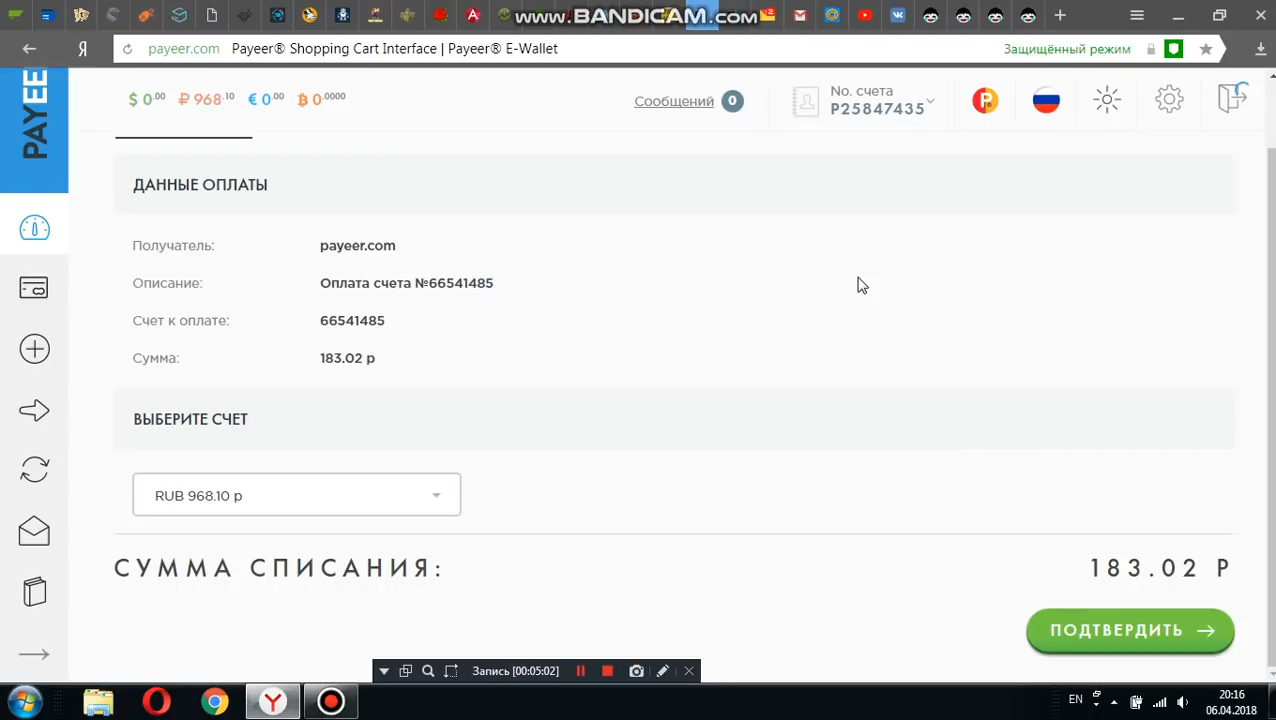 www.BANDICAM.com
payeer.com Payeer® Shopping Cart Interface | Payeer® E-Wallet
Защищённый режим
PAYEE
$ 0.00 ₽ 968.10 € 0.00 ₿ 0.0000
Сообщений 0
No. счета
P25847435
ДАННЫЕ ОПЛАТЫ
Получатель: payeer.com
Описание: Оплата счета №66541485
Счет к оплате: 66541485
Сумма: 183.02 р
ВЫБЕРИТЕ СЧЕТ
RUB 968.10 р
СУММА СПИСАНИЯ: 183.02 Р
ПОДТВЕРДИТЬ
Запись [00:05:02]
EN
20:16
06.04.2018